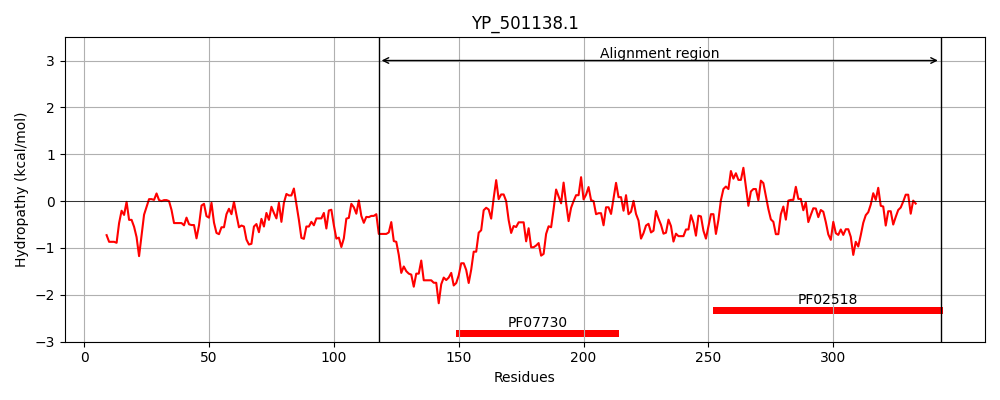 YP_501138.1
Hydropathy (kcal/mol)
3
2
1
0
−1
−2
−3
Alignment region
PF02518
PF07730
0 50 100 150 200 250 300
Residues